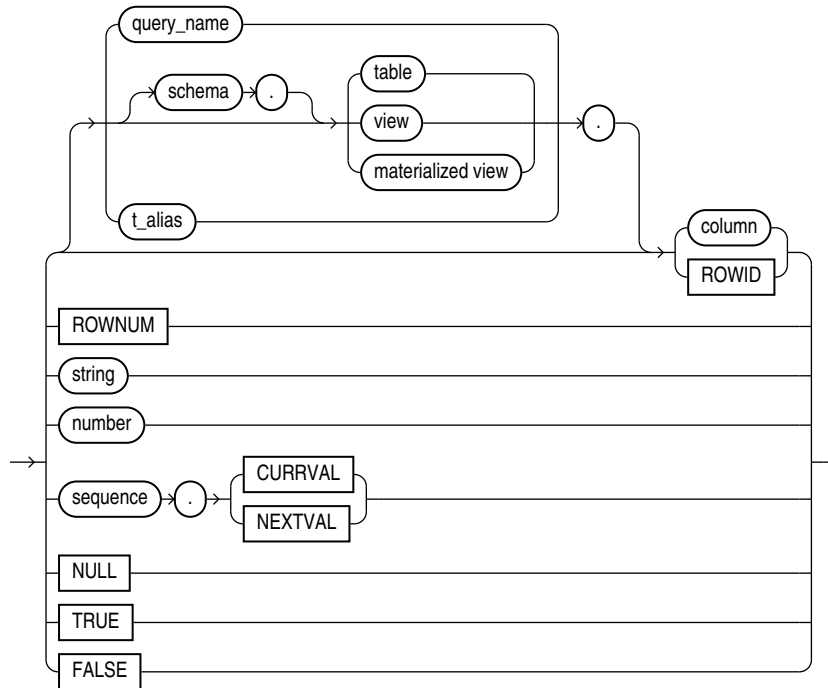 query_name
schema . table
view .
materialized view
t_alias
column
ROWID
ROWNUM
string
number
sequence . CURRVAL
NEXTVAL
NULL
TRUE
FALSE